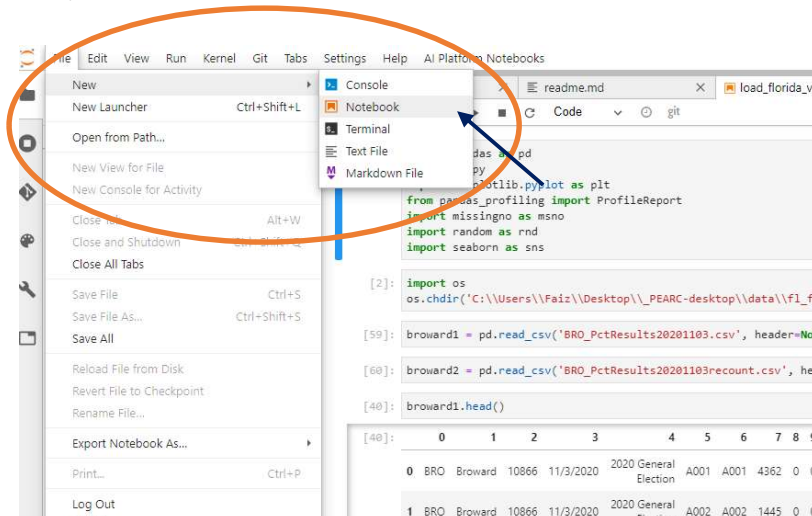 File Edit View Run Kernel Git Tabs Settings Help AI Platform Notebooks
New
New Launcher Ctrl+Shift+L
Open from Path...
New View for File
New Console for Activity
Close Tab Alt+W
Close and Shutdown Ctrl+Shift+Q
Close All Tabs
Save File Ctrl+S
Save File As... Ctrl+Shift+S
Save All
Reload File from Disk
Revert File to Checkpoint
Rename File...
Export Notebook As...
Print... Ctrl+P
Log Out
Console
Notebook
Terminal
Text File
Markdown File
readme.md
load_florida_v
Code
git
as pd
plt
from pandas_profiling import ProfileReport
import missingno as msno
import random as rnd
import seaborn as sns
[2]: import os
os.chdir('C:\\Users\\Faiz\\Desktop\\_PEARC-desktop\\data\\fl_f
[59]: broward1 = pd.read_csv('BRO_PctResults20201103.csv', header=No
[60]: broward2 = pd.read_csv('BRO_PctResults20201103recount.csv', he
[40]: broward1.head()
[40]: 0 1 2 3 4 5 6 7 8 9
0 BRO Broward 10866 11/3/2020 2020 General Election A001 A001 4362 0
1 BRO Broward 10866 11/3/2020 2020 General A002 A002 1445 0